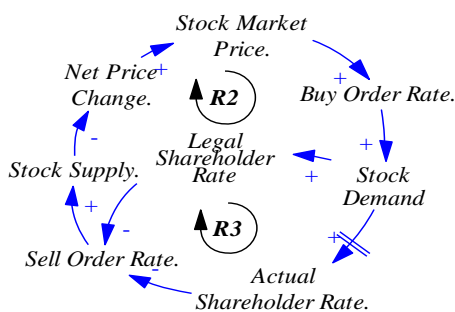 Stock Market
Price.
+
Net Price
Change.
+
Buy Order Rate.
R2
-
+
Legal
Shareholder
Rate
Stock Supply.
+
Stock
Demand
+
-
R3
+
Sell Order Rate.
-
Actual
Shareholder Rate.